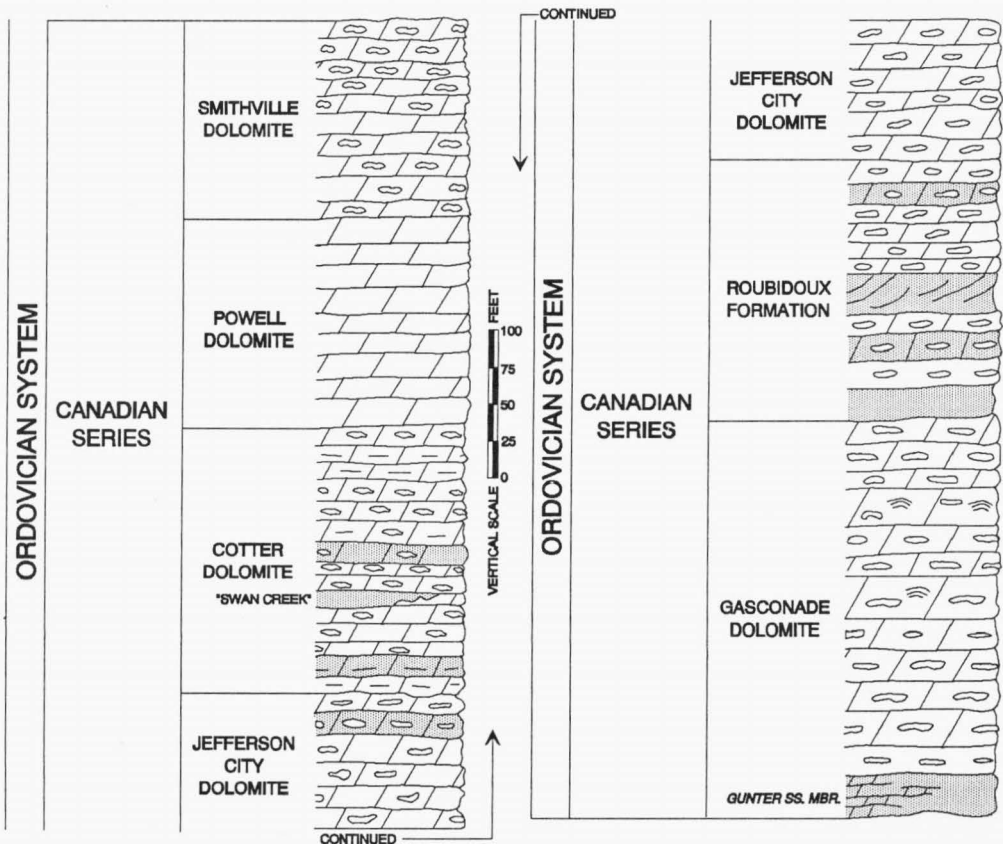 ORDOVICIAN SYSTEM
CANADIAN
SERIES
SMITHVILLE
DOLOMITE
POWELL
DOLOMITE
COTTER
DOLOMITE
"SWAN CREEK"
JEFFERSON
CITY
DOLOMITE
CONTINUED
VERTICAL SCALE FEET
100
75
50
25
0
CONTINUED
ORDOVICIAN SYSTEM
CANADIAN
SERIES
JEFFERSON
CITY
DOLOMITE
ROUBIDOUX
FORMATION
GASCONADE
DOLOMITE
GUNTER SS. MBR.